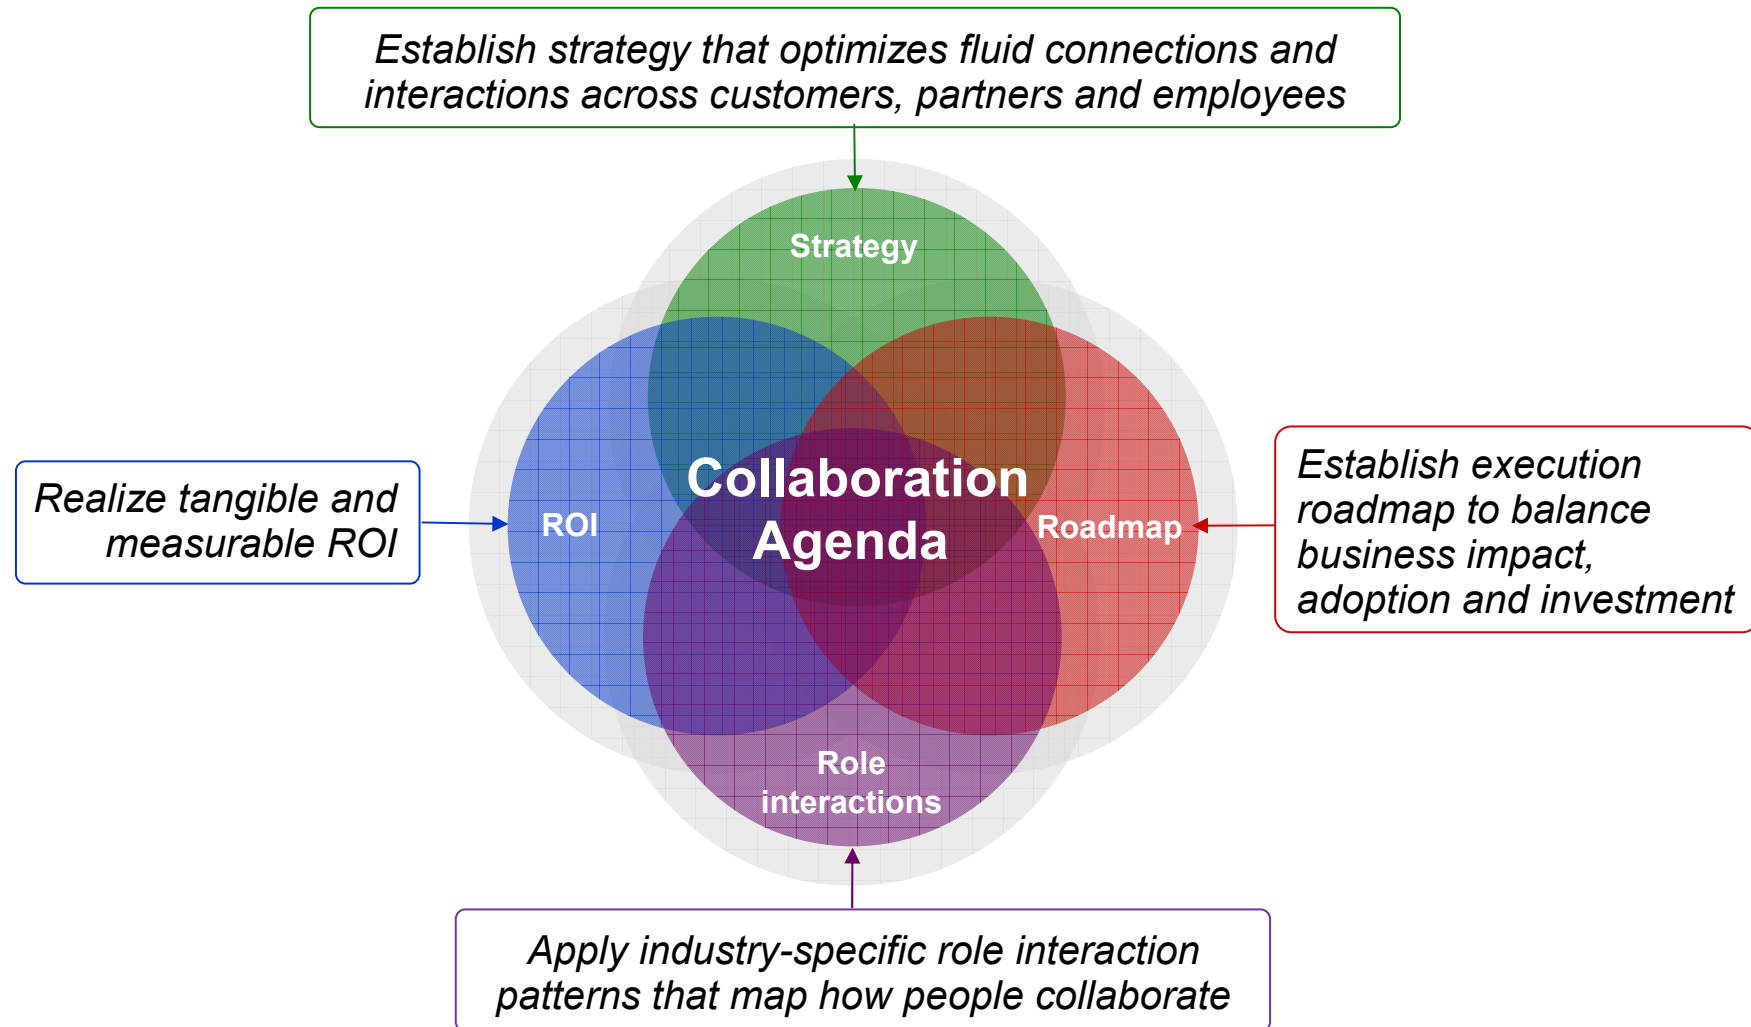 Establish strategy that optimizes fluid connections and
interactions across customers, partners and employees
Strategy
Realize tangible and
measurable ROI
ROI
Collaboration
Agenda
Roadmap
Establish execution
roadmap to balance
business impact,
adoption and investment
Role
interactions
Apply industry-specific role interaction
patterns that map how people collaborate